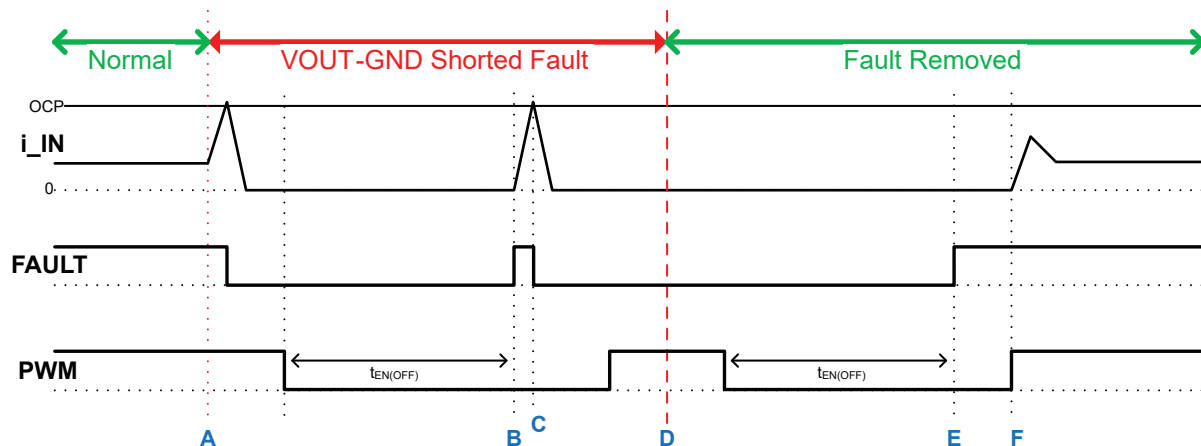 Normal
VOUT-GND Shorted Fault
Fault Removed
OCP
i_IN
0
FAULT
PWM
tEN(OFF)
tEN(OFF)
A
B
C
D
E
F